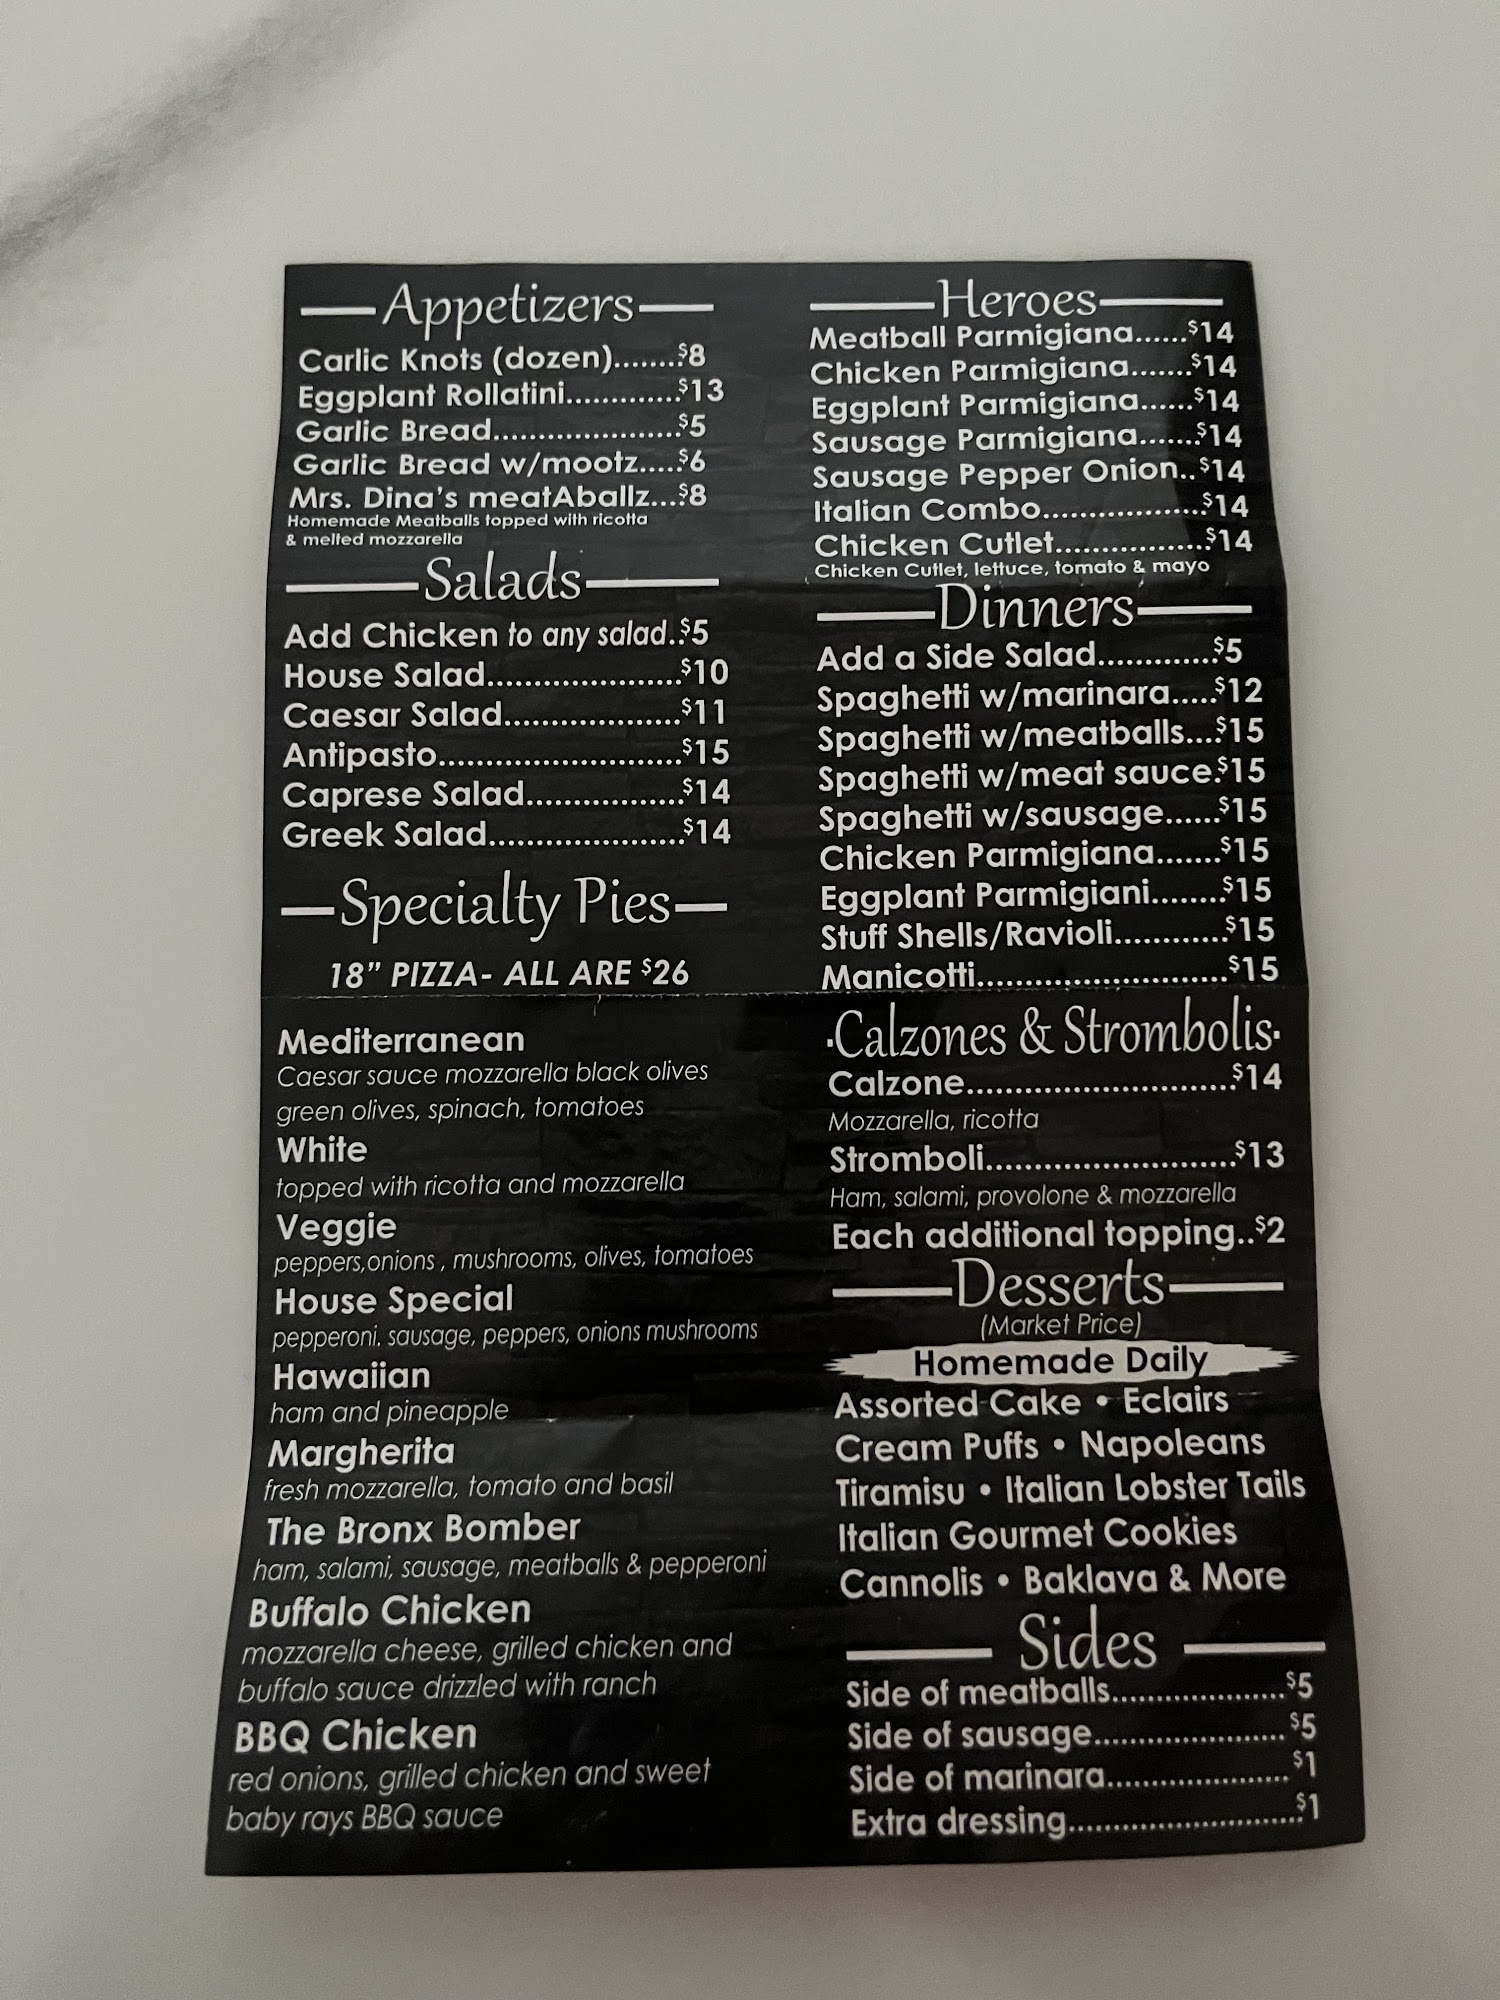 Appetizers
Carlic Knots (dozen).......$8
Eggplant Rollatini.............$13
Garlic Bread......................$5
Garlic Bread w/mootz.....$6
Mrs. Dina's meatAballz...$8
Homemade Meatballs topped with ricotta
& melted mozzarella
Salads
Add Chicken to any salad..$5
House Salad......................$10
Caesar Salad....................$11
Antipasto...........................$15
Caprese Salad..................$14
Greek Salad......................$14
Specialty Pies
18” PIZZA- ALL ARE $26
Mediterranean
Caesar sauce mozzarella black olives
green olives, spinach, tomatoes
White
topped with ricotta and mozzarella
Veggie
peppers,onions , mushrooms, olives, tomatoes
House Special
pepperoni. sausage, peppers, onions mushrooms
Hawaiian
ham and pineapple
Margherita
fresh mozzarella, tomato and basil
The Bronx Bomber
ham, salami, sausage, meatballs & pepperoni
Buffalo Chicken
mozzarella cheese, grilled chicken and
buffalo sauce drizzled with ranch
BBQ Chicken
red onions, grilled chicken and sweet
baby rays BBQ sauce
Heroes
Meatball Parmigiana......$14
Chicken Parmigiana.......$14
Eggplant Parmigiana......$14
Sausage Parmigiana......$14
Sausage Pepper Onion..$14
Italian Combo..................$14
Chicken Cutlet.................$14
Chicken Cutlet, lettuce, tomato & mayo
Dinners
Add a Side Salad.............$5
Spaghetti w/marinara.....$12
Spaghetti w/meatballs....$15
Spaghetti w/meat sauce.$15
Spaghetti w/sausage......$15
Chicken Parmigiana.......$15
Eggplant Parmigiani........$15
Stuff Shells/Ravioli............$15
Manicotti...........................$15
·Calzones & Strombolis·
Calzone.............................$14
Mozzarella, ricotta
Stromboli...........................$13
Ham, salami, provolone & mozzarella
Each additional topping..$2
Desserts
(Market Price)
Homemade Daily
Assorted Cake • Eclairs
Cream Puffs • Napoleans
Tiramisu • Italian Lobster Tails
Italian Gourmet Cookies
Cannolis • Baklava & More
Sides
Side of meatballs.....................$5
Side of sausage.......................$5
Side of marinara......................$1
Extra dressing...........................$1